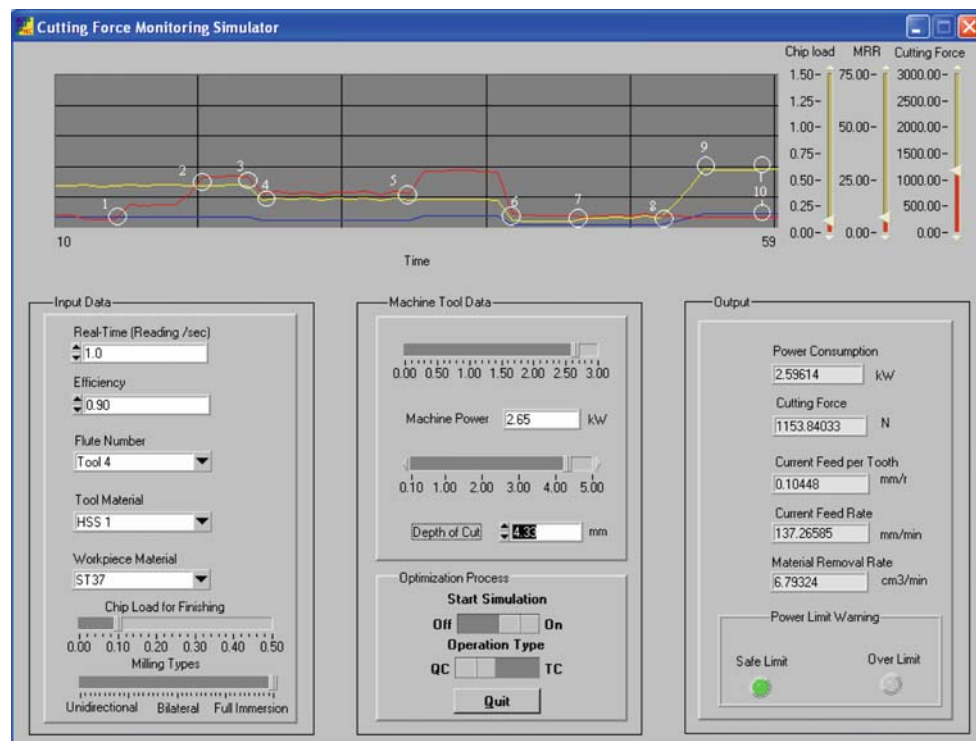 Cutting Force Monitoring Simulator
Chip load MRR Cutting Force
1.50 75.00 3000.00
1.25 2500.00
1.00 50.00 2000.00
0.75 1500.00
0.50 25.00 1000.00
0.25 500.00
0.00 0.00 0.00
1 2 3 4 5 6 7 8 9 10
10 59
Time
Input Data
Real-Time (Reading /sec)
1.0
Efficiency
0.90
Flute Number
Tool 4
Tool Material
HSS 1
Workpiece Material
ST37
Chip Load for Finishing
0.00 0.10 0.20 0.30 0.40 0.50
Milling Types
Unidirectional Bilateral Full Immersion
Machine Tool Data
0.00 0.50 1.00 1.50 2.00 2.50 3.00
Machine Power 2.65 kW
0.10 1.00 2.00 3.00 4.00 5.00
Depth of Cut 4.33 mm
Optimization Process
Start Simulation
Off On
Operation Type
QC TC
Quit
Output
Power Consumption
2.59614 kW
Cutting Force
1153.84033 N
Current Feed per Tooth
0.10448 mm/r
Current Feed Rate
137.26585 mm/min
Material Removal Rate
6.79324 cm3/min
Power Limit Warning
Safe Limit Over Limit